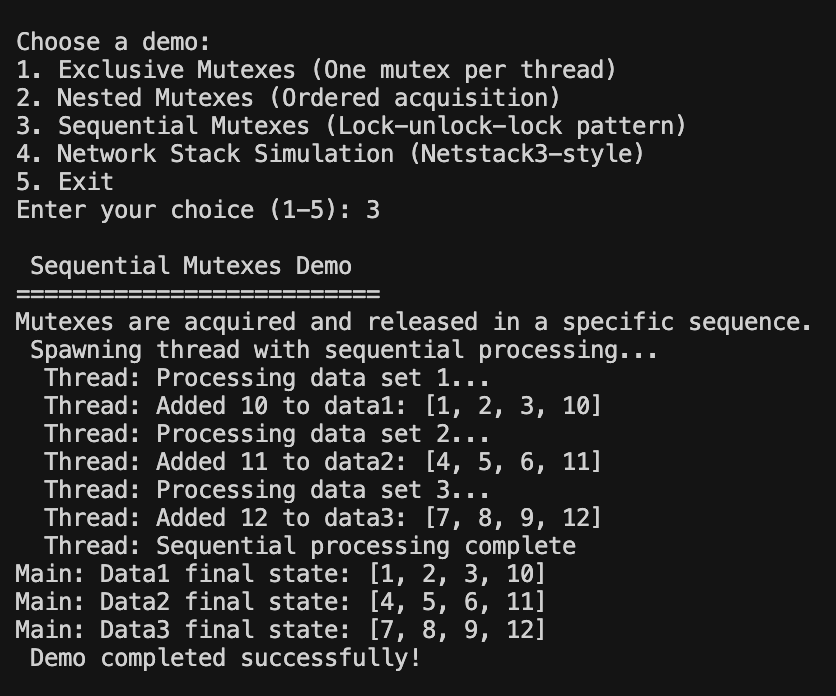 Choose a demo:
1. Exclusive Mutexes (One mutex per thread)
2. Nested Mutexes (Ordered acquisition)
3. Sequential Mutexes (Lock-unlock-lock pattern)
4. Network Stack Simulation (Netstack3-style)
5. Exit
Enter your choice (1-5): 3
Sequential Mutexes Demo
==========================
Mutexes are acquired and released in a specific sequence.
Spawning thread with sequential processing...
Thread: Processing data set 1...
Thread: Added 10 to data1: [1, 2, 3, 10]
Thread: Processing data set 2...
Thread: Added 11 to data2: [4, 5, 6, 11]
Thread: Processing data set 3...
Thread: Added 12 to data3: [7, 8, 9, 12]
Thread: Sequential processing complete
Main: Data1 final state: [1, 2, 3, 10]
Main: Data2 final state: [4, 5, 6, 11]
Main: Data3 final state: [7, 8, 9, 12]
Demo completed successfully!